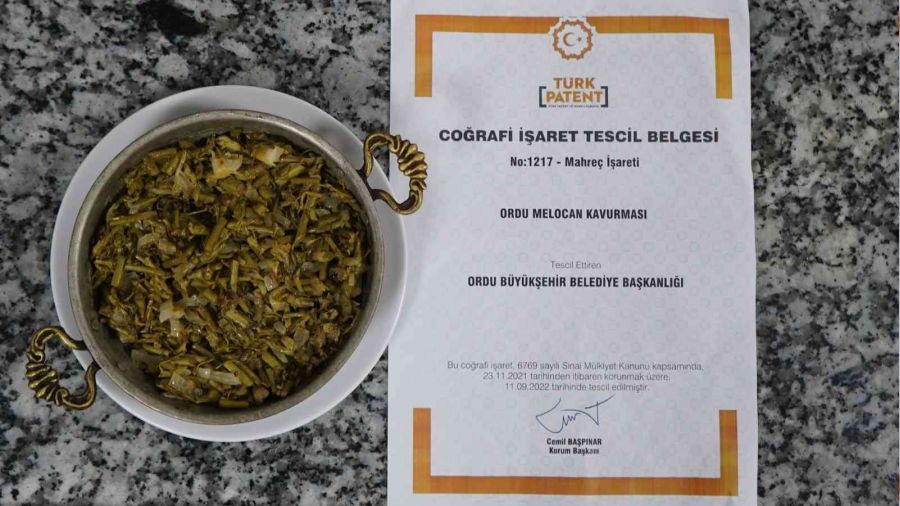 TÜRK
PATENT
COĞRAFİ İŞARET TESCİL BELGESİ
No:1217 - Mahreç İşareti
ORDU MELOCAN KAVURMASI
Tescil Ettiren
ORDU BÜYÜKŞEHİR BELEDİYE BAŞKANLIĞI
Bu coğrafi işaret, 6769 sayılı Sınai Mülkiyet Kanunu kapsamında,
23.11.2021 tarihinden itibaren korunmak üzere,
11.09.2022 tarihinde tescil edilmiştir.
Cemil BAŞPINAR
Kurum Başkanı